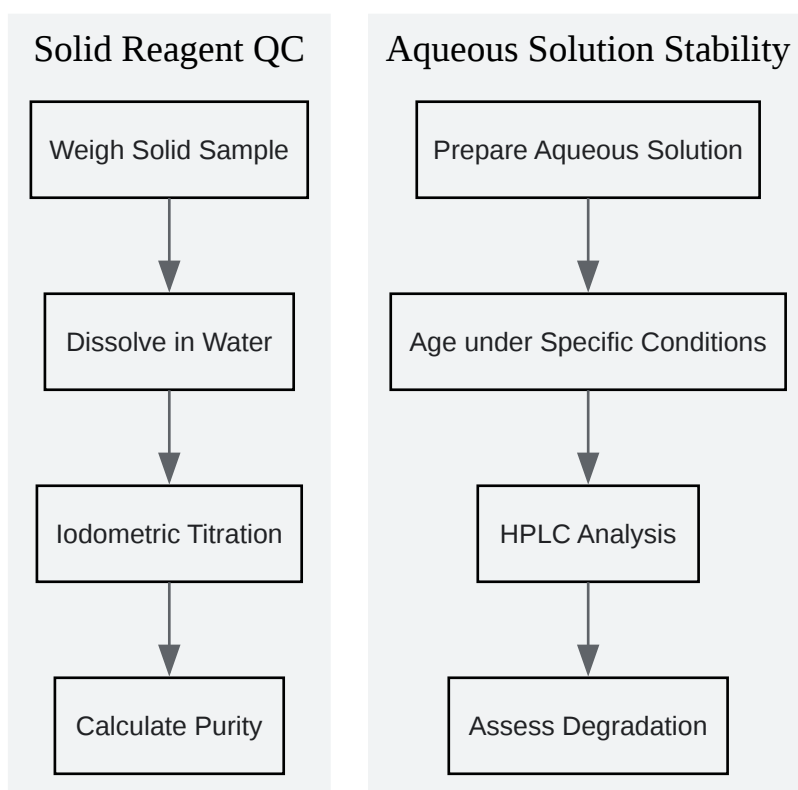 Solid Reagent QC
Weigh Solid Sample
Dissolve in Water
Iodometric Titration
Calculate Purity
Aqueous Solution Stability
Prepare Aqueous Solution
Age under Specific Conditions
HPLC Analysis
Assess Degradation